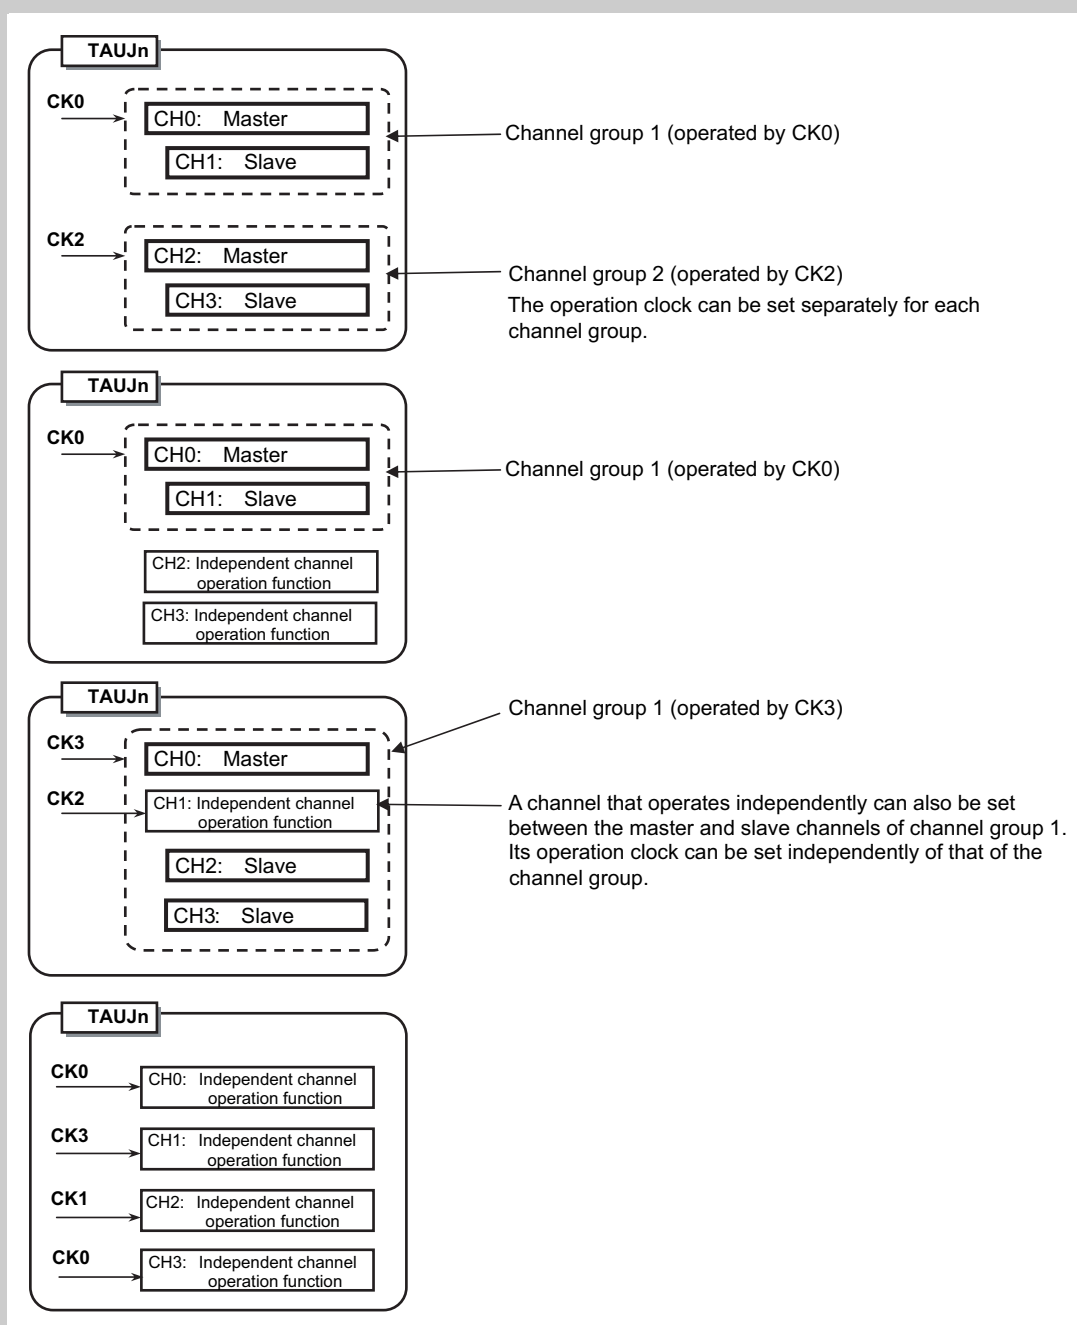 TAUJn
CK0
CH0: Master
Channel group 1 (operated by CK0)
CH1: Slave
CK2
CH2: Master
Channel group 2 (operated by CK2)
CH3: Slave
The operation clock can be set separately for each
channel group.
TAUJn
CK0
CH0: Master
Channel group 1 (operated by CK0)
CH1: Slave
CH2: Independent channel
operation function
CH3: Independent channel
operation function
TAUJn
Channel group 1 (operated by CK3)
CK3
CH0: Master
CK2
CH1: Independent channel
operation function
A channel that operates independently can also be set
between the master and slave channels of channel group 1.
Its operation clock can be set independently of that of the
channel group.
CH2: Slave
CH3: Slave
TAUJn
CK0
CH0: Independent channel
operation function
CK3
CH1: Independent channel
operation function
CK1
CH2: Independent channel
operation function
CK0
CH3: Independent channel
operation function